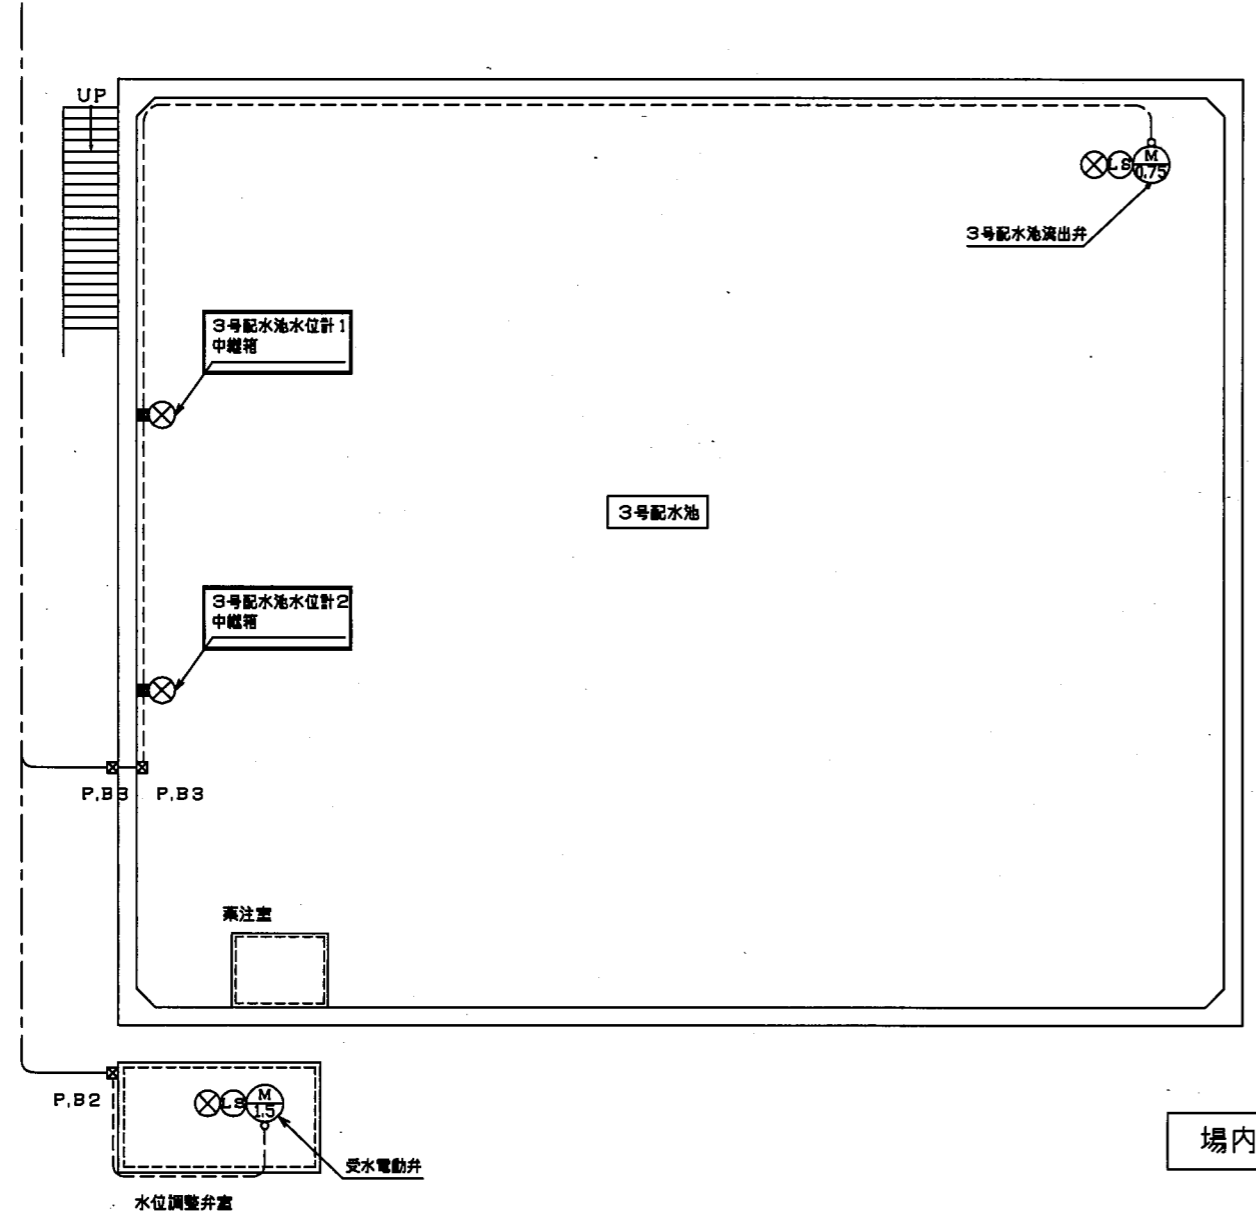 UP
M
LS
0.75
3号配水池流出弁
3号配水池水位計1
中継箱
3号配水池
3号配水池水位計2
中継箱
P,B3
P,B3
薬注室
P,B2
M
LS
1.5
受水電動弁
水位調整弁室
場内